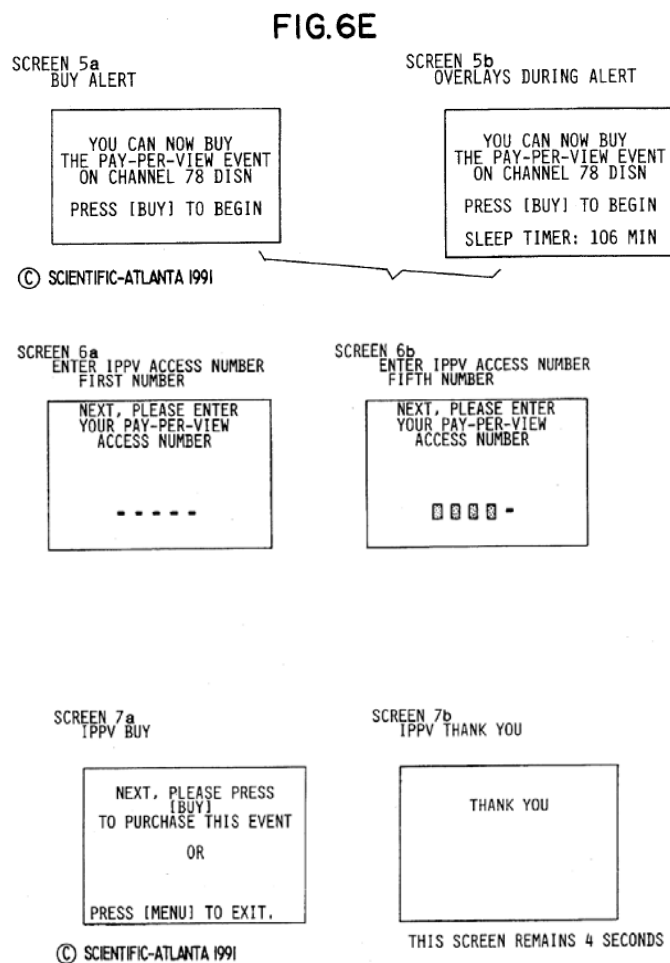 FIG.6E
SCREEN 5a
BUY ALERT
YOU CAN NOW BUY
THE PAY-PER-VIEW EVENT
ON CHANNEL 78 DISN
PRESS [BUY] TO BEGIN
SCREEN 5b
OVERLAYS DURING ALERT
YOU CAN NOW BUY
THE PAY-PER-VIEW EVENT
ON CHANNEL 78 DISN
PRESS [BUY] TO BEGIN
SLEEP TIMER: 106 MIN
© SCIENTIFIC-ATLANTA 1991
SCREEN 6a
ENTER IPPV ACCESS NUMBER
FIRST NUMBER
NEXT, PLEASE ENTER
YOUR PAY-PER-VIEW
ACCESS NUMBER
- - - - -
SCREEN 6b
ENTER IPPV ACCESS NUMBER
FIFTH NUMBER
NEXT, PLEASE ENTER
YOUR PAY-PER-VIEW
ACCESS NUMBER
-
SCREEN 7a
IPPV BUY
NEXT, PLEASE PRESS
[BUY]
TO PURCHASE THIS EVENT
OR
PRESS [MENU] TO EXIT.
© SCIENTIFIC-ATLANTA 1991
SCREEN 7b
IPPV THANK YOU
THANK YOU
THIS SCREEN REMAINS 4 SECONDS